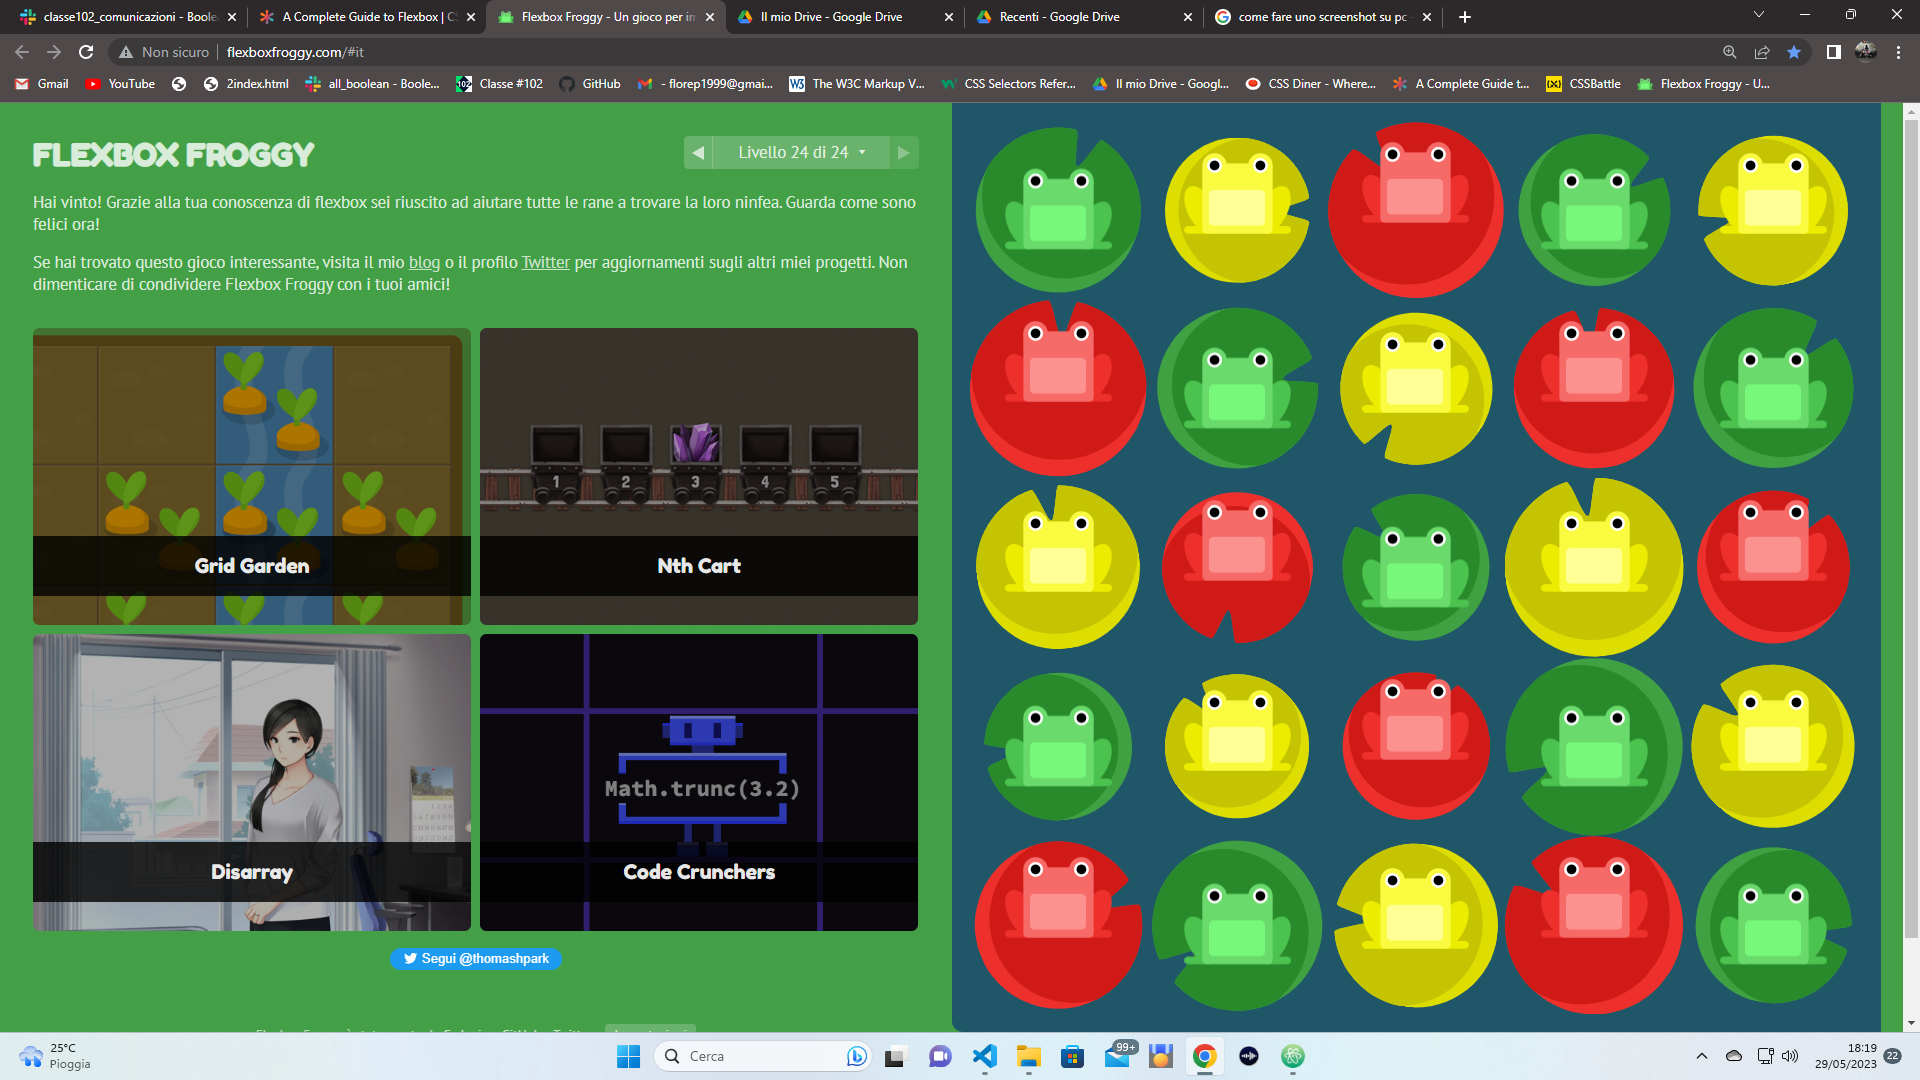 classe102_comunicazioni - Boole
A Complete Guide to Flexbox | CS
Flexbox Froggy - Un gioco per im
Il mio Drive - Google Drive
Recenti - Google Drive
come fare uno screenshot su pc
Non sicuro
flexboxfroggy.com/#it
Gmail
YouTube
2index.html
all_boolean - Boole...
Classe #102
GitHub
- florep1999@gmai...
The W3C Markup V...
CSS Selectors Refer...
Il mio Drive - Googl...
CSS Diner - Where...
A Complete Guide t...
CSSBattle
Flexbox Froggy - U...
FLEXBOX FROGGY
Livello 24 di 24
Hai vinto! Grazie alla tua conoscenza di flexbox sei riuscito ad aiutare tutte le rane a trovare la loro ninfea. Guarda come sono
felici ora!
Se hai trovato questo gioco interessante, visita il mio blog o il profilo Twitter per aggiornamenti sugli altri miei progetti. Non
dimenticare di condividere Flexbox Froggy con i tuoi amici!
1 2 3 4 5
Grid Garden
Nth Cart
Math.trunc(3.2)
Disarray
Code Crunchers
Segui @thomashpark
25°C
Pioggia
Cerca
99+
18:19
29/05/2023
22